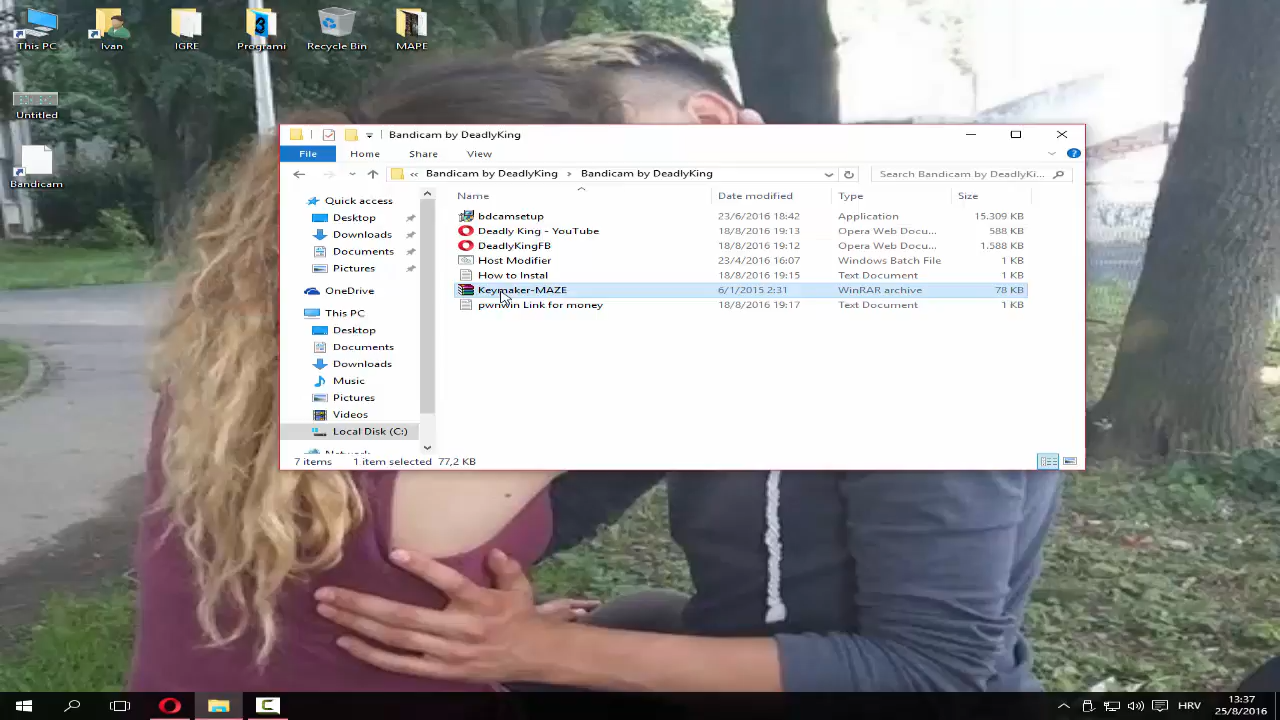 This PC
Ivan
IGRE
Programi
Recycle Bin
MAPE
Untitled
Bandicam
Bandicam by DeadlyKing
File Home Share View
« Bandicam by DeadlyKing > Bandicam by DeadlyKing Search Bandicam by DeadlyKi...
Quick access
Desktop
Downloads
Documents
Pictures
OneDrive
This PC
Desktop
Documents
Downloads
Music
Pictures
Videos
Local Disk (C:)
Network
Name Date modified Type Size
bdcamsetup 23/6/2016 18:42 Application 15.309 KB
Deadly King - YouTube 18/8/2016 19:13 Opera Web Docu... 588 KB
DeadlyKingFB 18/8/2016 19:12 Opera Web Docu... 1.588 KB
Host Modifier 23/4/2016 16:07 Windows Batch File 1 KB
How to Instal 18/8/2016 19:15 Text Document 1 KB
Keymaker-MAZE 6/1/2015 2:31 WinRAR archive 78 KB
pwnwin Link for money 18/8/2016 19:17 Text Document 1 KB
7 items 1 item selected 77,2 KB
HRV
13:37
25/8/2016